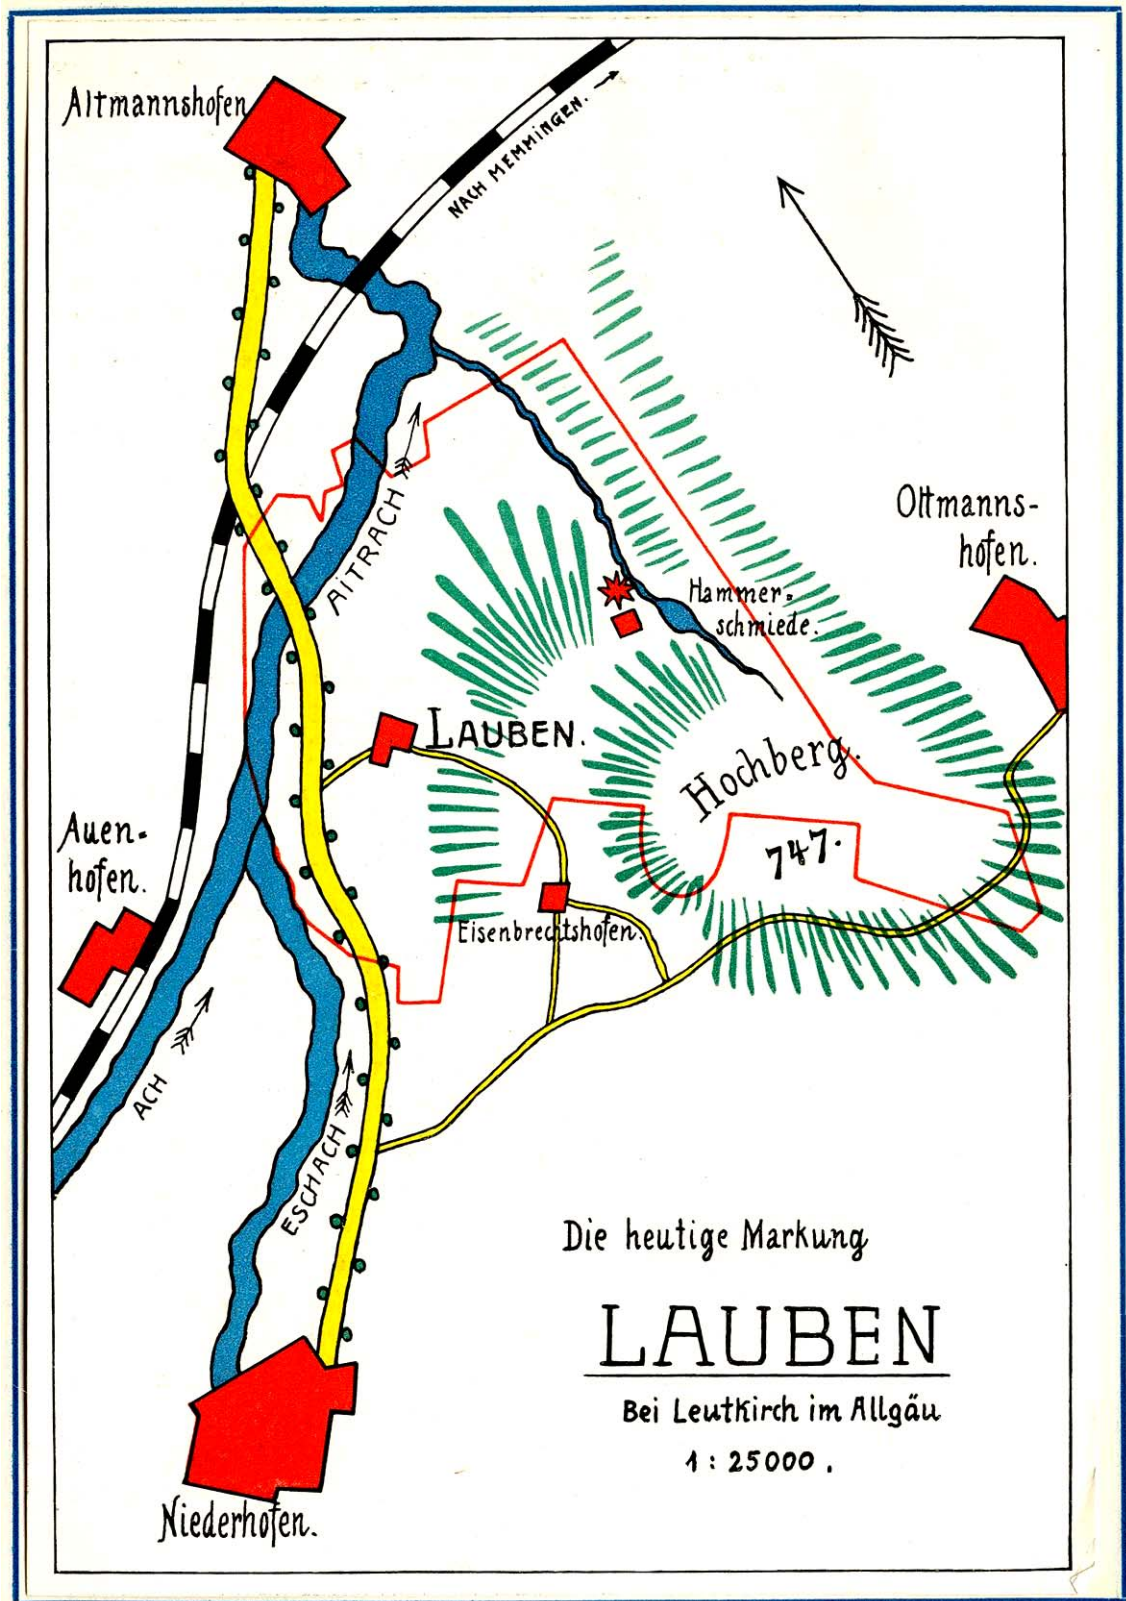 Altmannshofen
NACH MEMMINGEN.
AITRACH
Ottmanns-
hofen.
Hammer=
schmiede.
LAUBEN.
Hochberg.
747.
Auen-
hofen.
Eisenbrechtshofen.
ACH
ESCHACH
Die heutige Markung
LAUBEN
Bei Leutkirch im Allgäu
1 : 25000 .
Niederhofen.